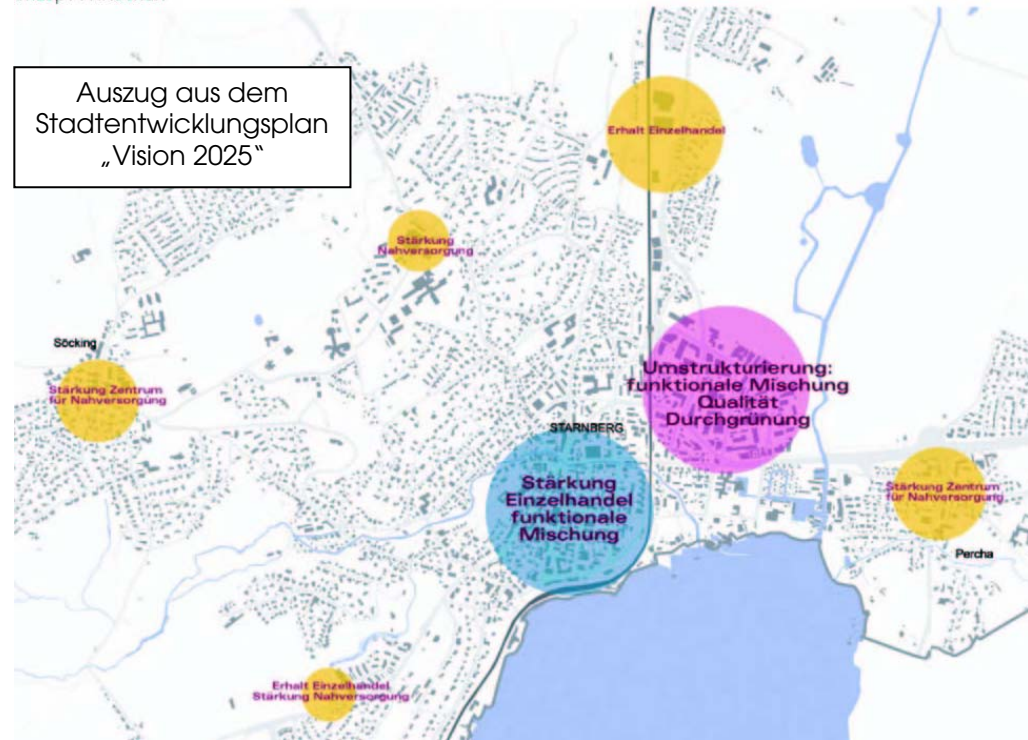 Auszug aus dem
Stadtentwicklungsplan
„Vision 2025“
Erhalt Einzelhandel
Stärkung
Nahversorgung
Söcking
Stärkung Zentrum
für Nahversorgung
Umstrukturierung:
funktionale Mischung
Qualität
Durchgrünung
STARNBERG
Stärkung
Einzelhandel
funktionale
Mischung
Stärkung Zentrum
für Nahversorgung
Percha
Erhalt Einzelhandel
Stärkung Nahversorgung